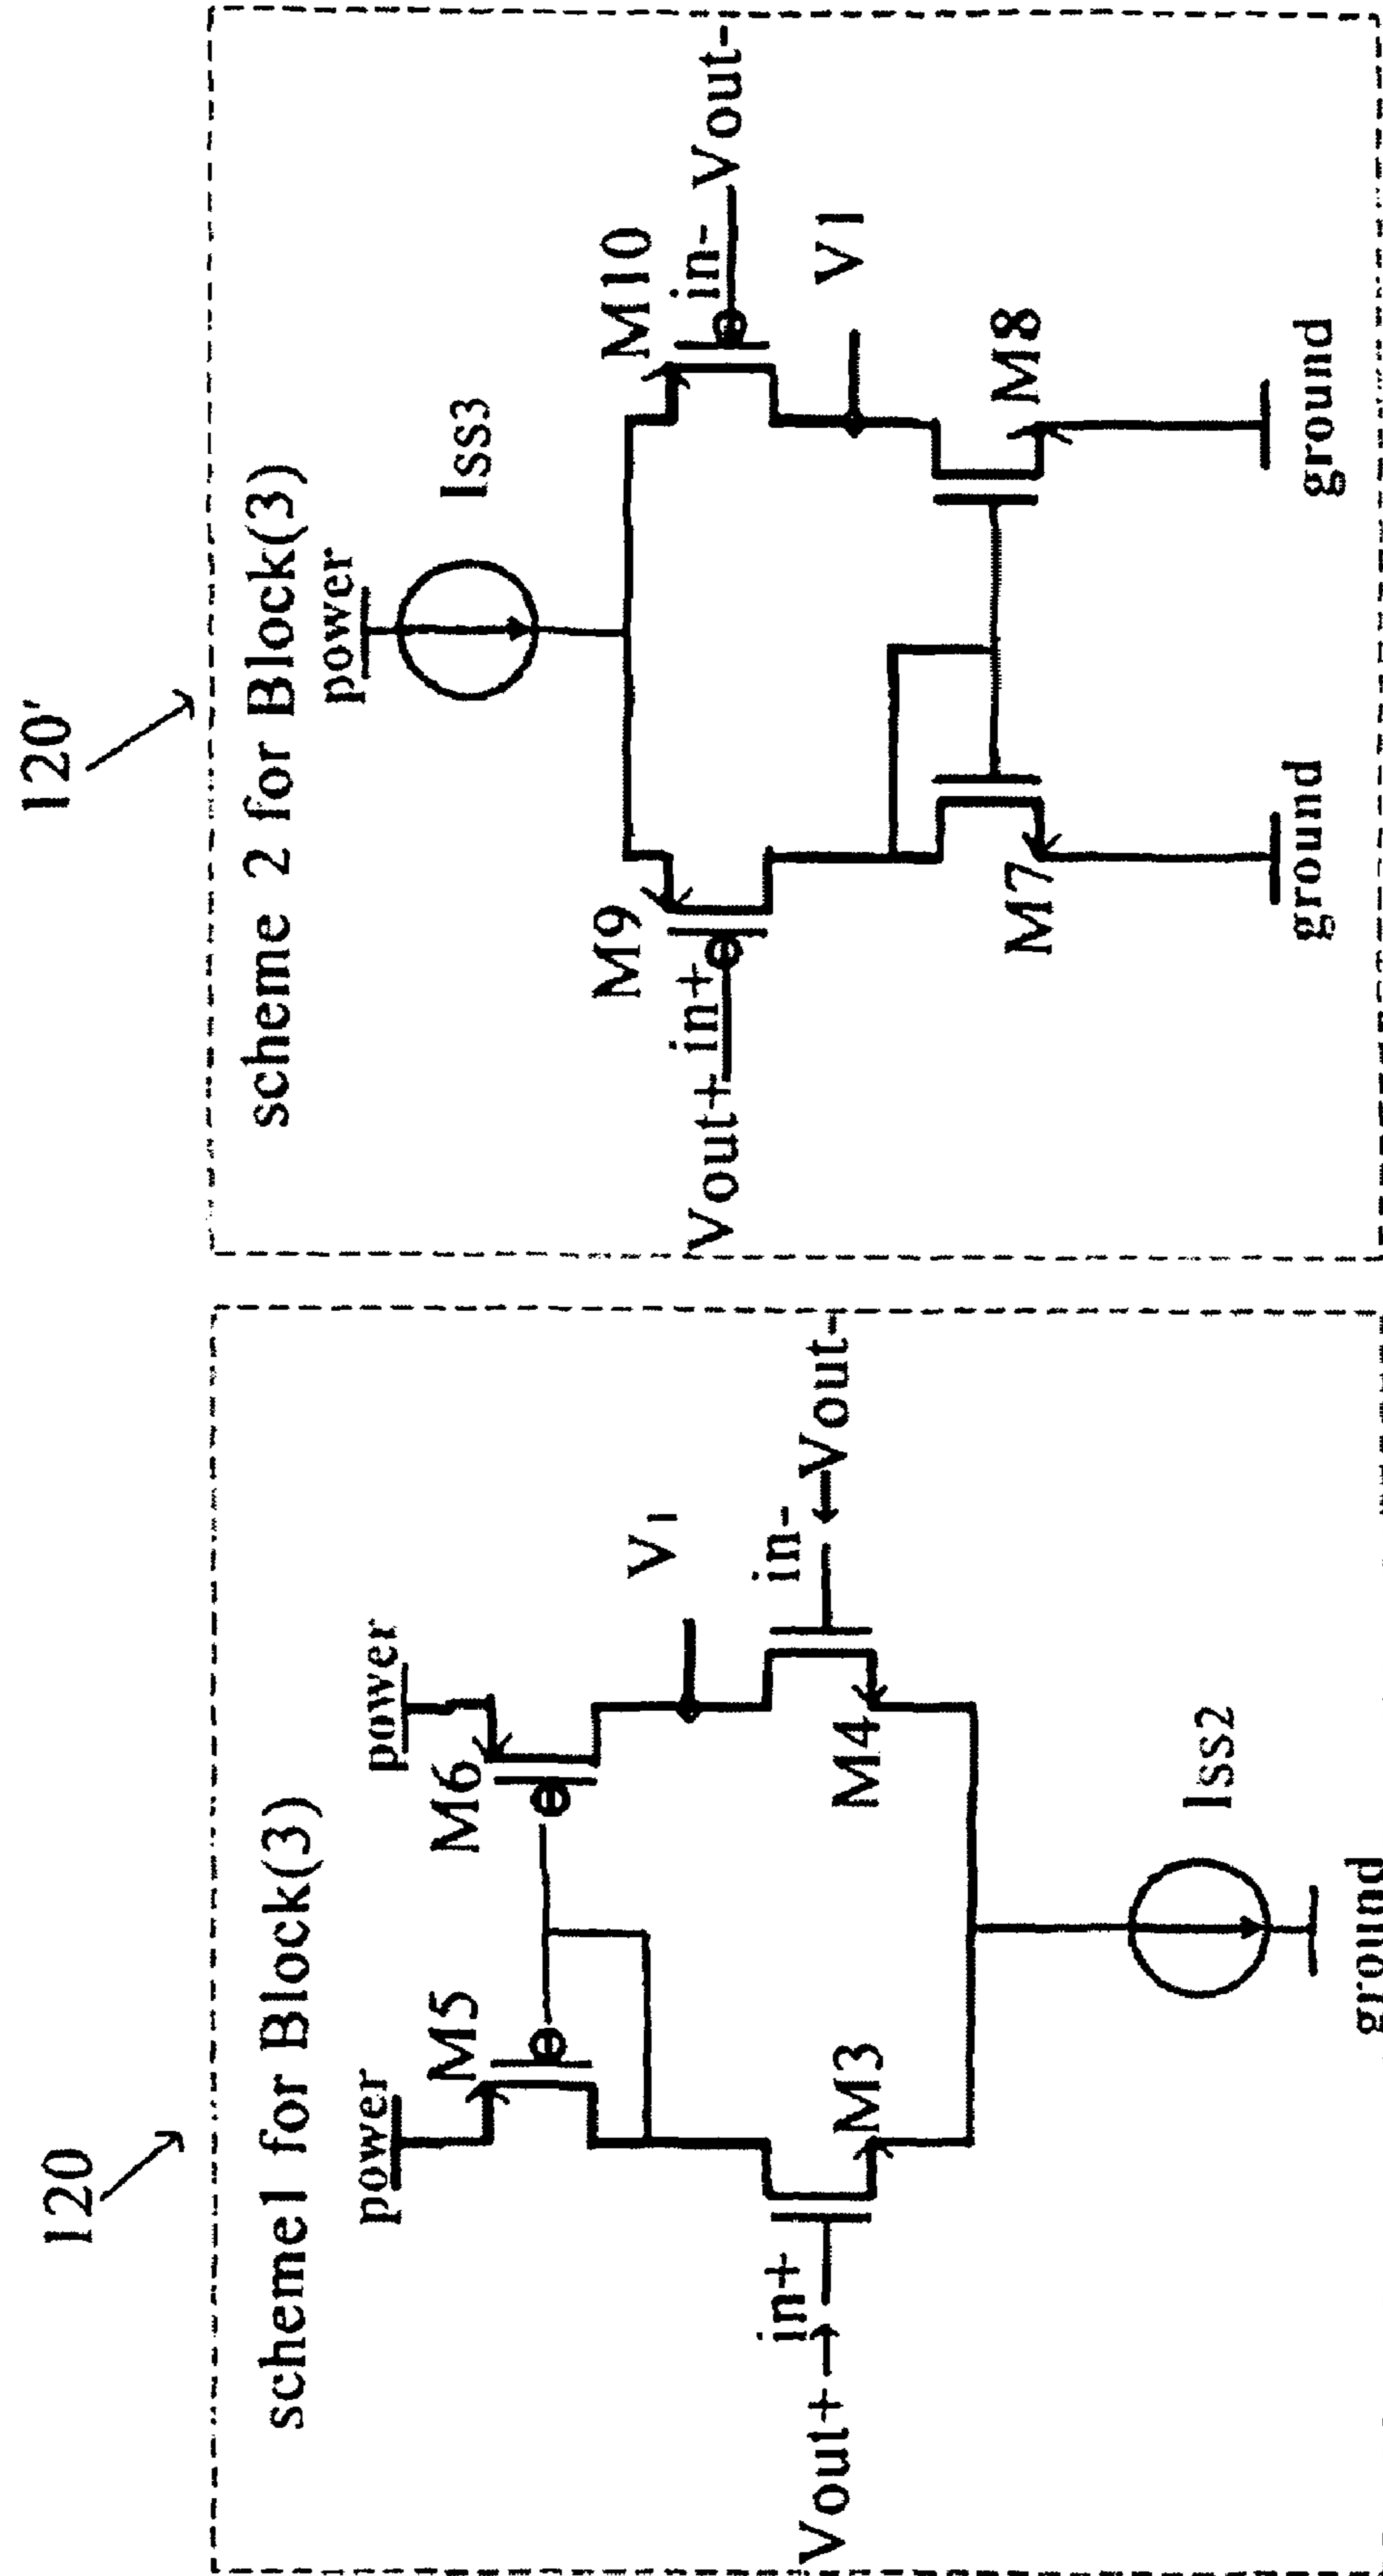 120
scheme1 for Block(3)
power
power
M5
M6
V1
in+
in-
Vout+
Vout-
M3
M4
Iss2
ground
120'
scheme 2 for Block(3)
power
Iss3
M9
M10
in+
in-
Vout+
Vout-
V1
M7
M8
ground
ground